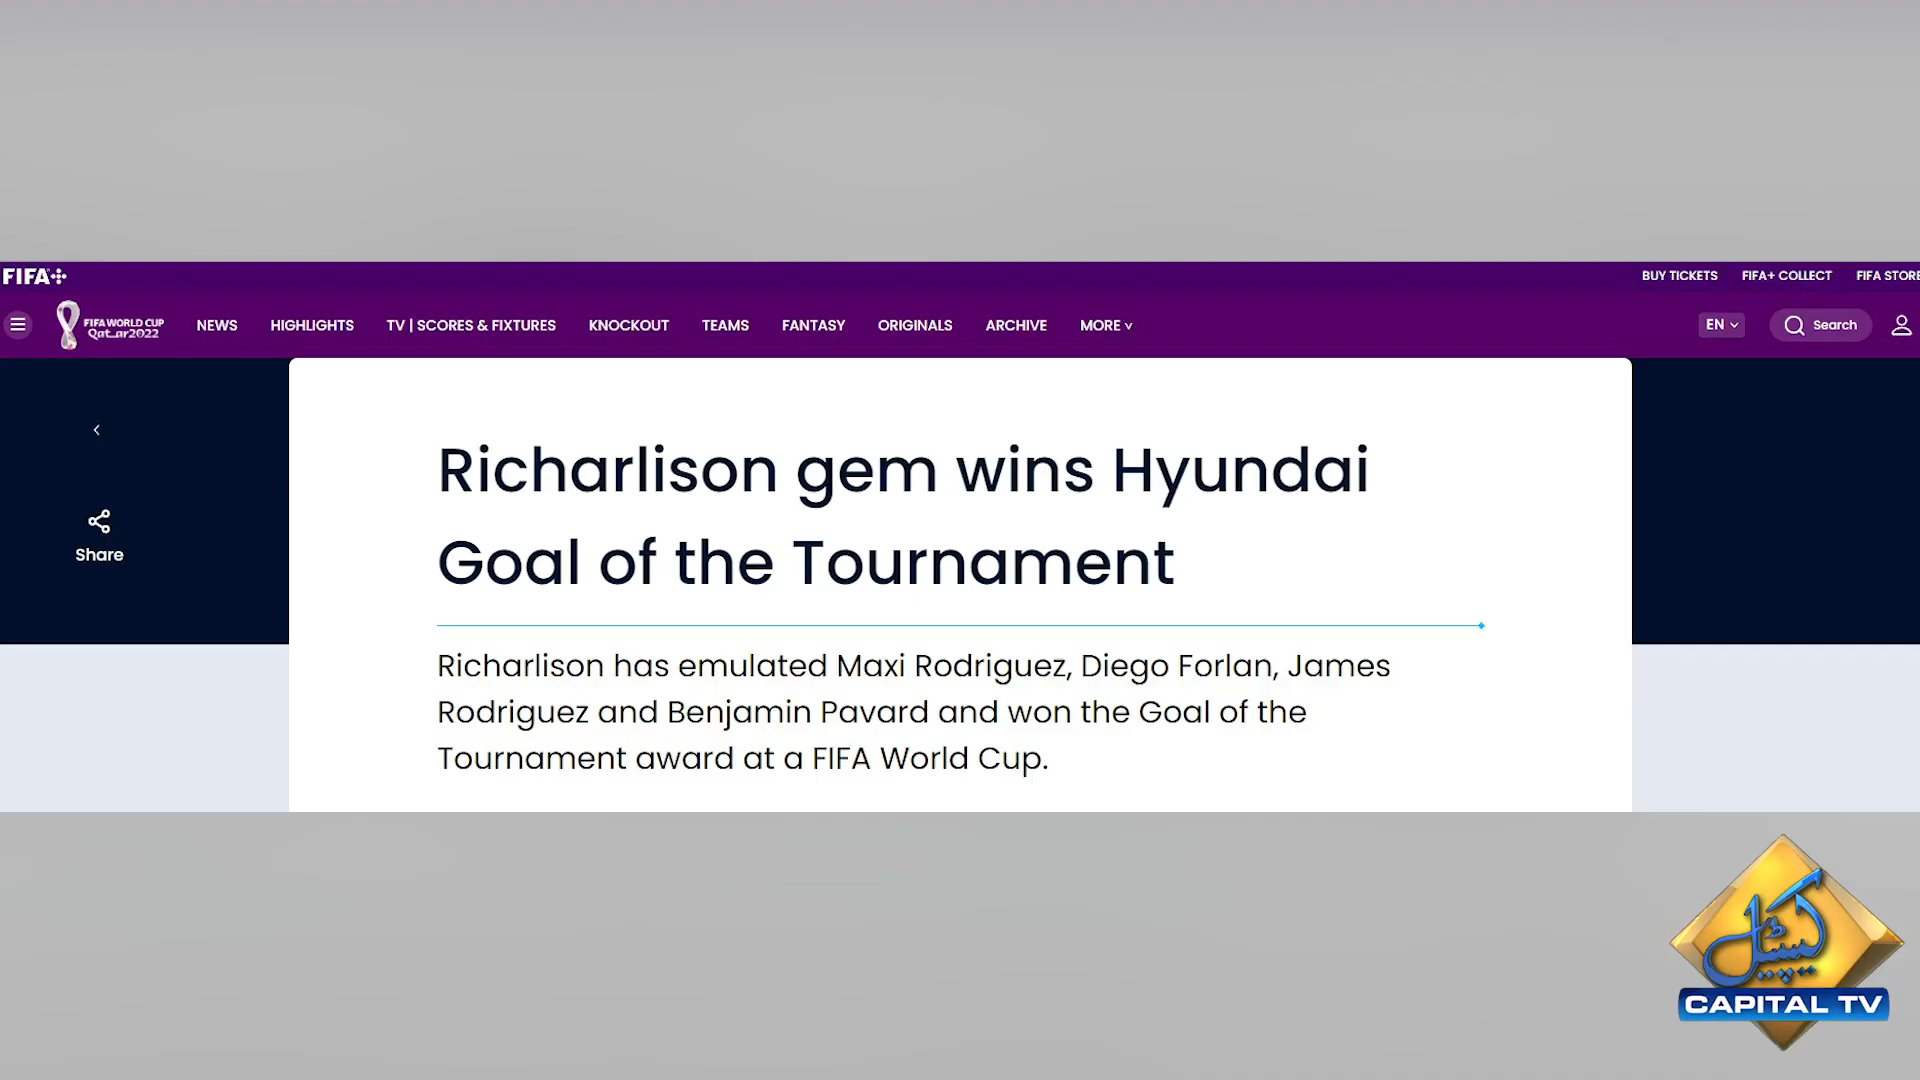 FIFA+
BUY TICKETS FIFA+ COLLECT FIFA STORE
FIFA WORLD CUP
Qatar2022
NEWS HIGHLIGHTS TV | SCORES & FIXTURES KNOCKOUT TEAMS FANTASY ORIGINALS ARCHIVE MORE
EN Search
Share
Richarlison gem wins Hyundai
Goal of the Tournament
Richarlison has emulated Maxi Rodriguez, Diego Forlan, James
Rodriguez and Benjamin Pavard and won the Goal of the
Tournament award at a FIFA World Cup.
کیپیٹل
CAPITAL TV